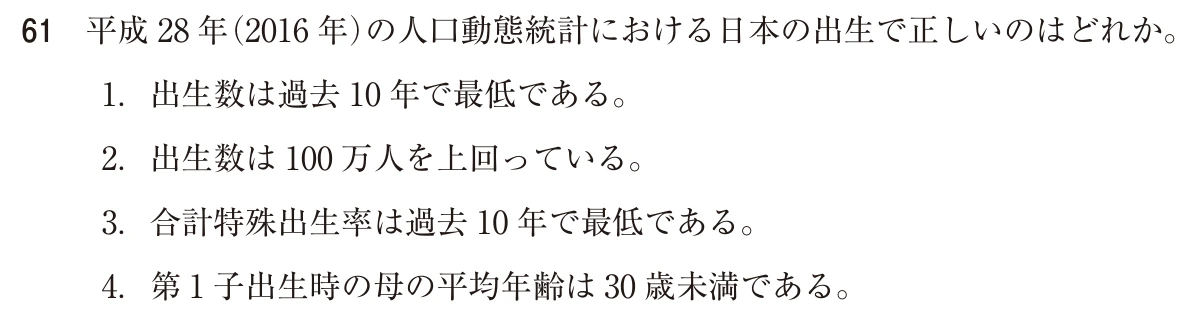 61 平成 28 年(2016 年)の人口動態統計における日本の出生で正しいのはどれか。
1. 出生数は過去 10 年で最低である。
2. 出生数は 100 万人を上回っている。
3. 合計特殊出生率は過去 10 年で最低である。
4. 第 1 子出生時の母の平均年齢は 30 歳未満である。